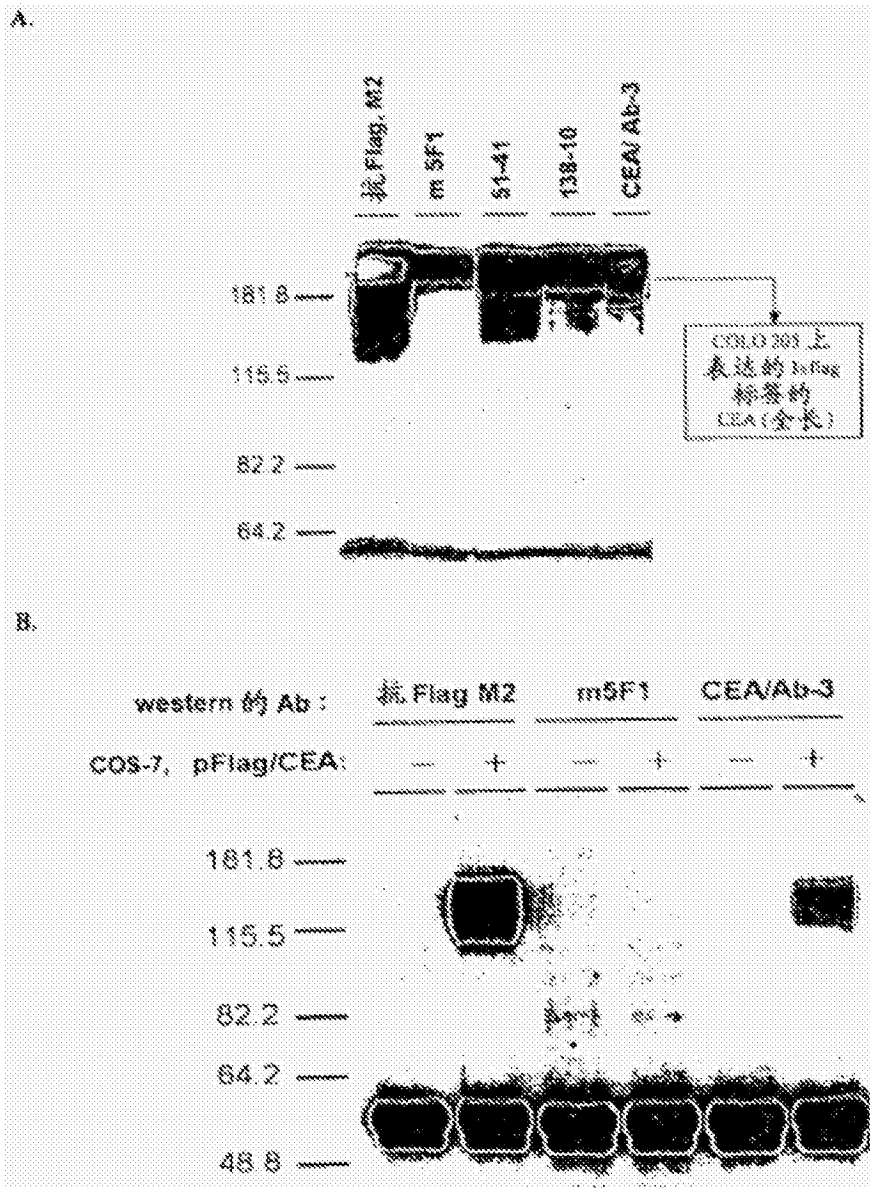 A.
抗 Flag. M2
m 5F1
51-41
138-10
CEA/ Ab-3
181.8
115.5
82.2
64.2
上
表达的 1xflag
标签的
CEA (全长)
B.
western 的 Ab :
抗 Flag M2
m5F1
CEA/Ab-3
COS-7, pFlag/CEA:
— + — + — +
181.8
115.5
82.2
64.2
48.8